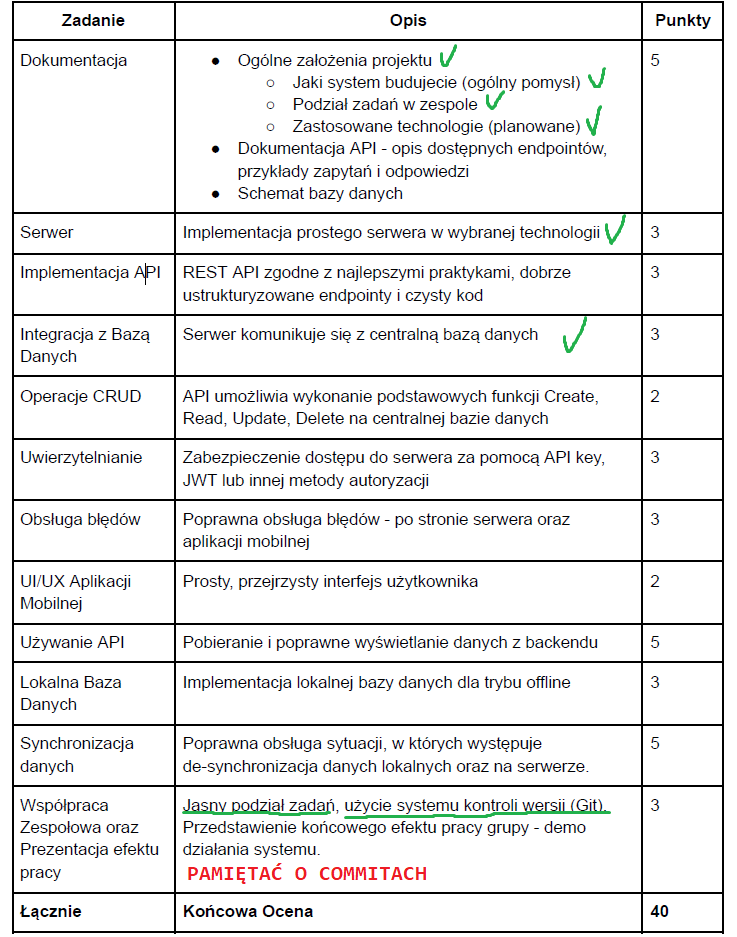 Zadanie Opis Punkty
Dokumentacja ● Ogólne założenia projektu 5
○ Jaki system budujecie (ogólny pomysł)
○ Podział zadań w zespole
○ Zastosowane technologie (planowane)
● Dokumentacja API - opis dostępnych endpointów,
przykłady zapytań i odpowiedzi
● Schemat bazy danych
Serwer Implementacja prostego serwera w wybranej technologii 3
Implementacja API REST API zgodne z najlepszymi praktykami, dobrze 3
ustrukturyzowane endpointy i czysty kod
Integracja z Bazą Serwer komunikuje się z centralną bazą danych 3
Danych
Operacje CRUD API umożliwia wykonanie podstawowych funkcji Create, 2
Read, Update, Delete na centralnej bazie danych
Uwierzytelnianie Zabezpieczenie dostępu do serwera za pomocą API key, 3
JWT lub innej metody autoryzacji
Obsługa błędów Poprawna obsługa błędów - po stronie serwera oraz 3
aplikacji mobilnej
UI/UX Aplikacji Prosty, przejrzysty interfejs użytkownika 2
Mobilnej
Używanie API Pobieranie i poprawne wyświetlanie danych z backendu 5
Lokalna Baza Implementacja lokalnej bazy danych dla trybu offline 3
Danych
Synchronizacja Poprawna obsługa sytuacji, w których występuje 5
danych de-synchronizacja danych lokalnych oraz na serwerze.
Współpraca Jasny podział zadań, użycie systemu kontroli wersji (Git). 3
Zespołowa oraz Przedstawienie końcowego efektu pracy grupy - demo
Prezentacja efektu działania systemu.
pracy PAMIĘTAĆ O COMMITACH
Łącznie Końcowa Ocena 40